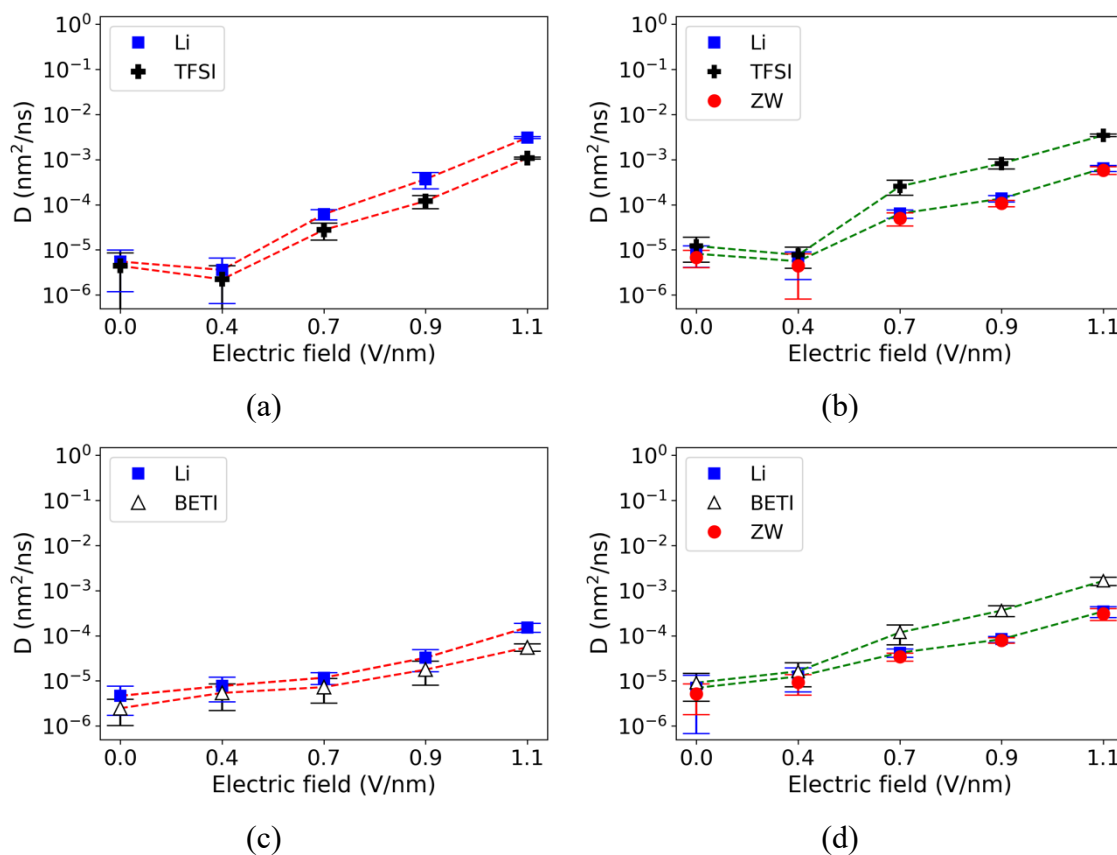 10⁰
10⁻¹
10⁻²
10⁻³
10⁻⁴
10⁻⁵
10⁻⁶
D (nm²/ns)
Li
TFSI
0.0 0.4 0.7 0.9 1.1
Electric field (V/nm)
(a)
10⁰
10⁻¹
10⁻²
10⁻³
10⁻⁴
10⁻⁵
10⁻⁶
D (nm²/ns)
Li
TFSI
ZW
0.0 0.4 0.7 0.9 1.1
Electric field (V/nm)
(b)
10⁰
10⁻¹
10⁻²
10⁻³
10⁻⁴
10⁻⁵
10⁻⁶
D (nm²/ns)
Li
BETI
0.0 0.4 0.7 0.9 1.1
Electric field (V/nm)
(c)
10⁰
10⁻¹
10⁻²
10⁻³
10⁻⁴
10⁻⁵
10⁻⁶
D (nm²/ns)
Li
BETI
ZW
0.0 0.4 0.7 0.9 1.1
Electric field (V/nm)
(d)